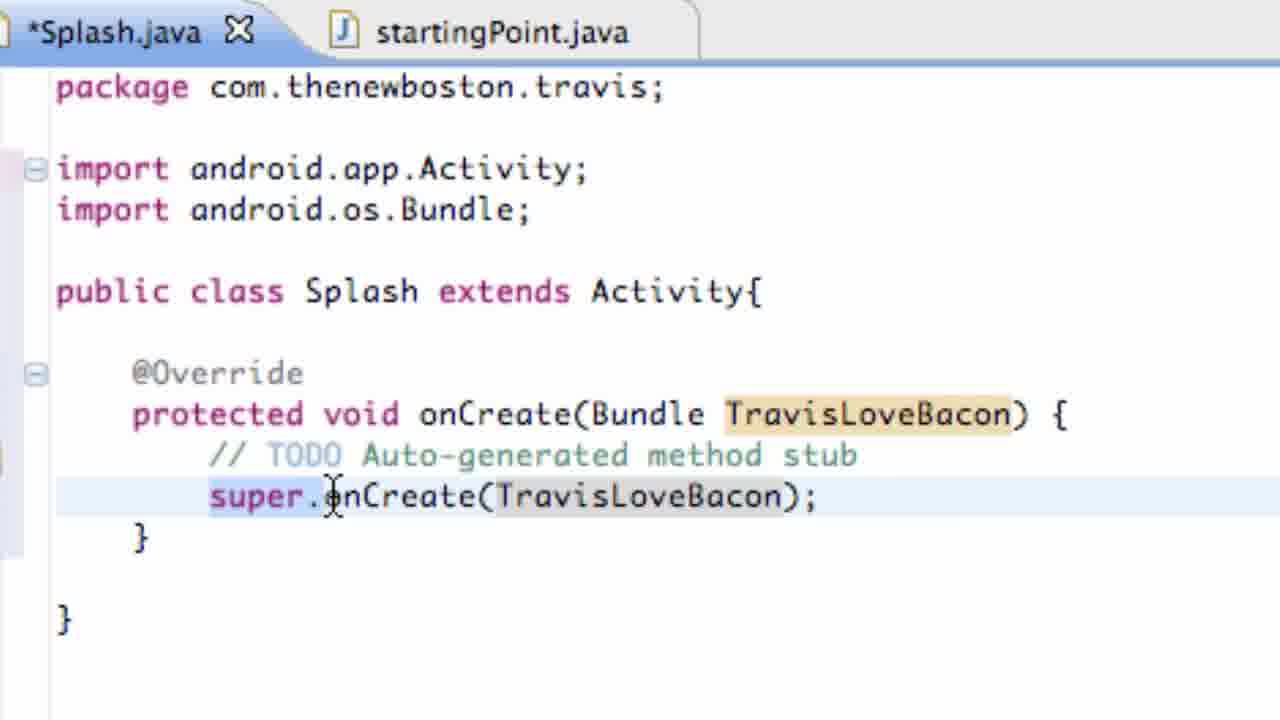 *Splash.java startingPoint.java
package com.thenewboston.travis;
import android.app.Activity;
import android.os.Bundle;
public class Splash extends Activity{
@Override
protected void onCreate(Bundle TravisLoveBacon) {
// TODO Auto-generated method stub
super.onCreate(TravisLoveBacon);
}
}